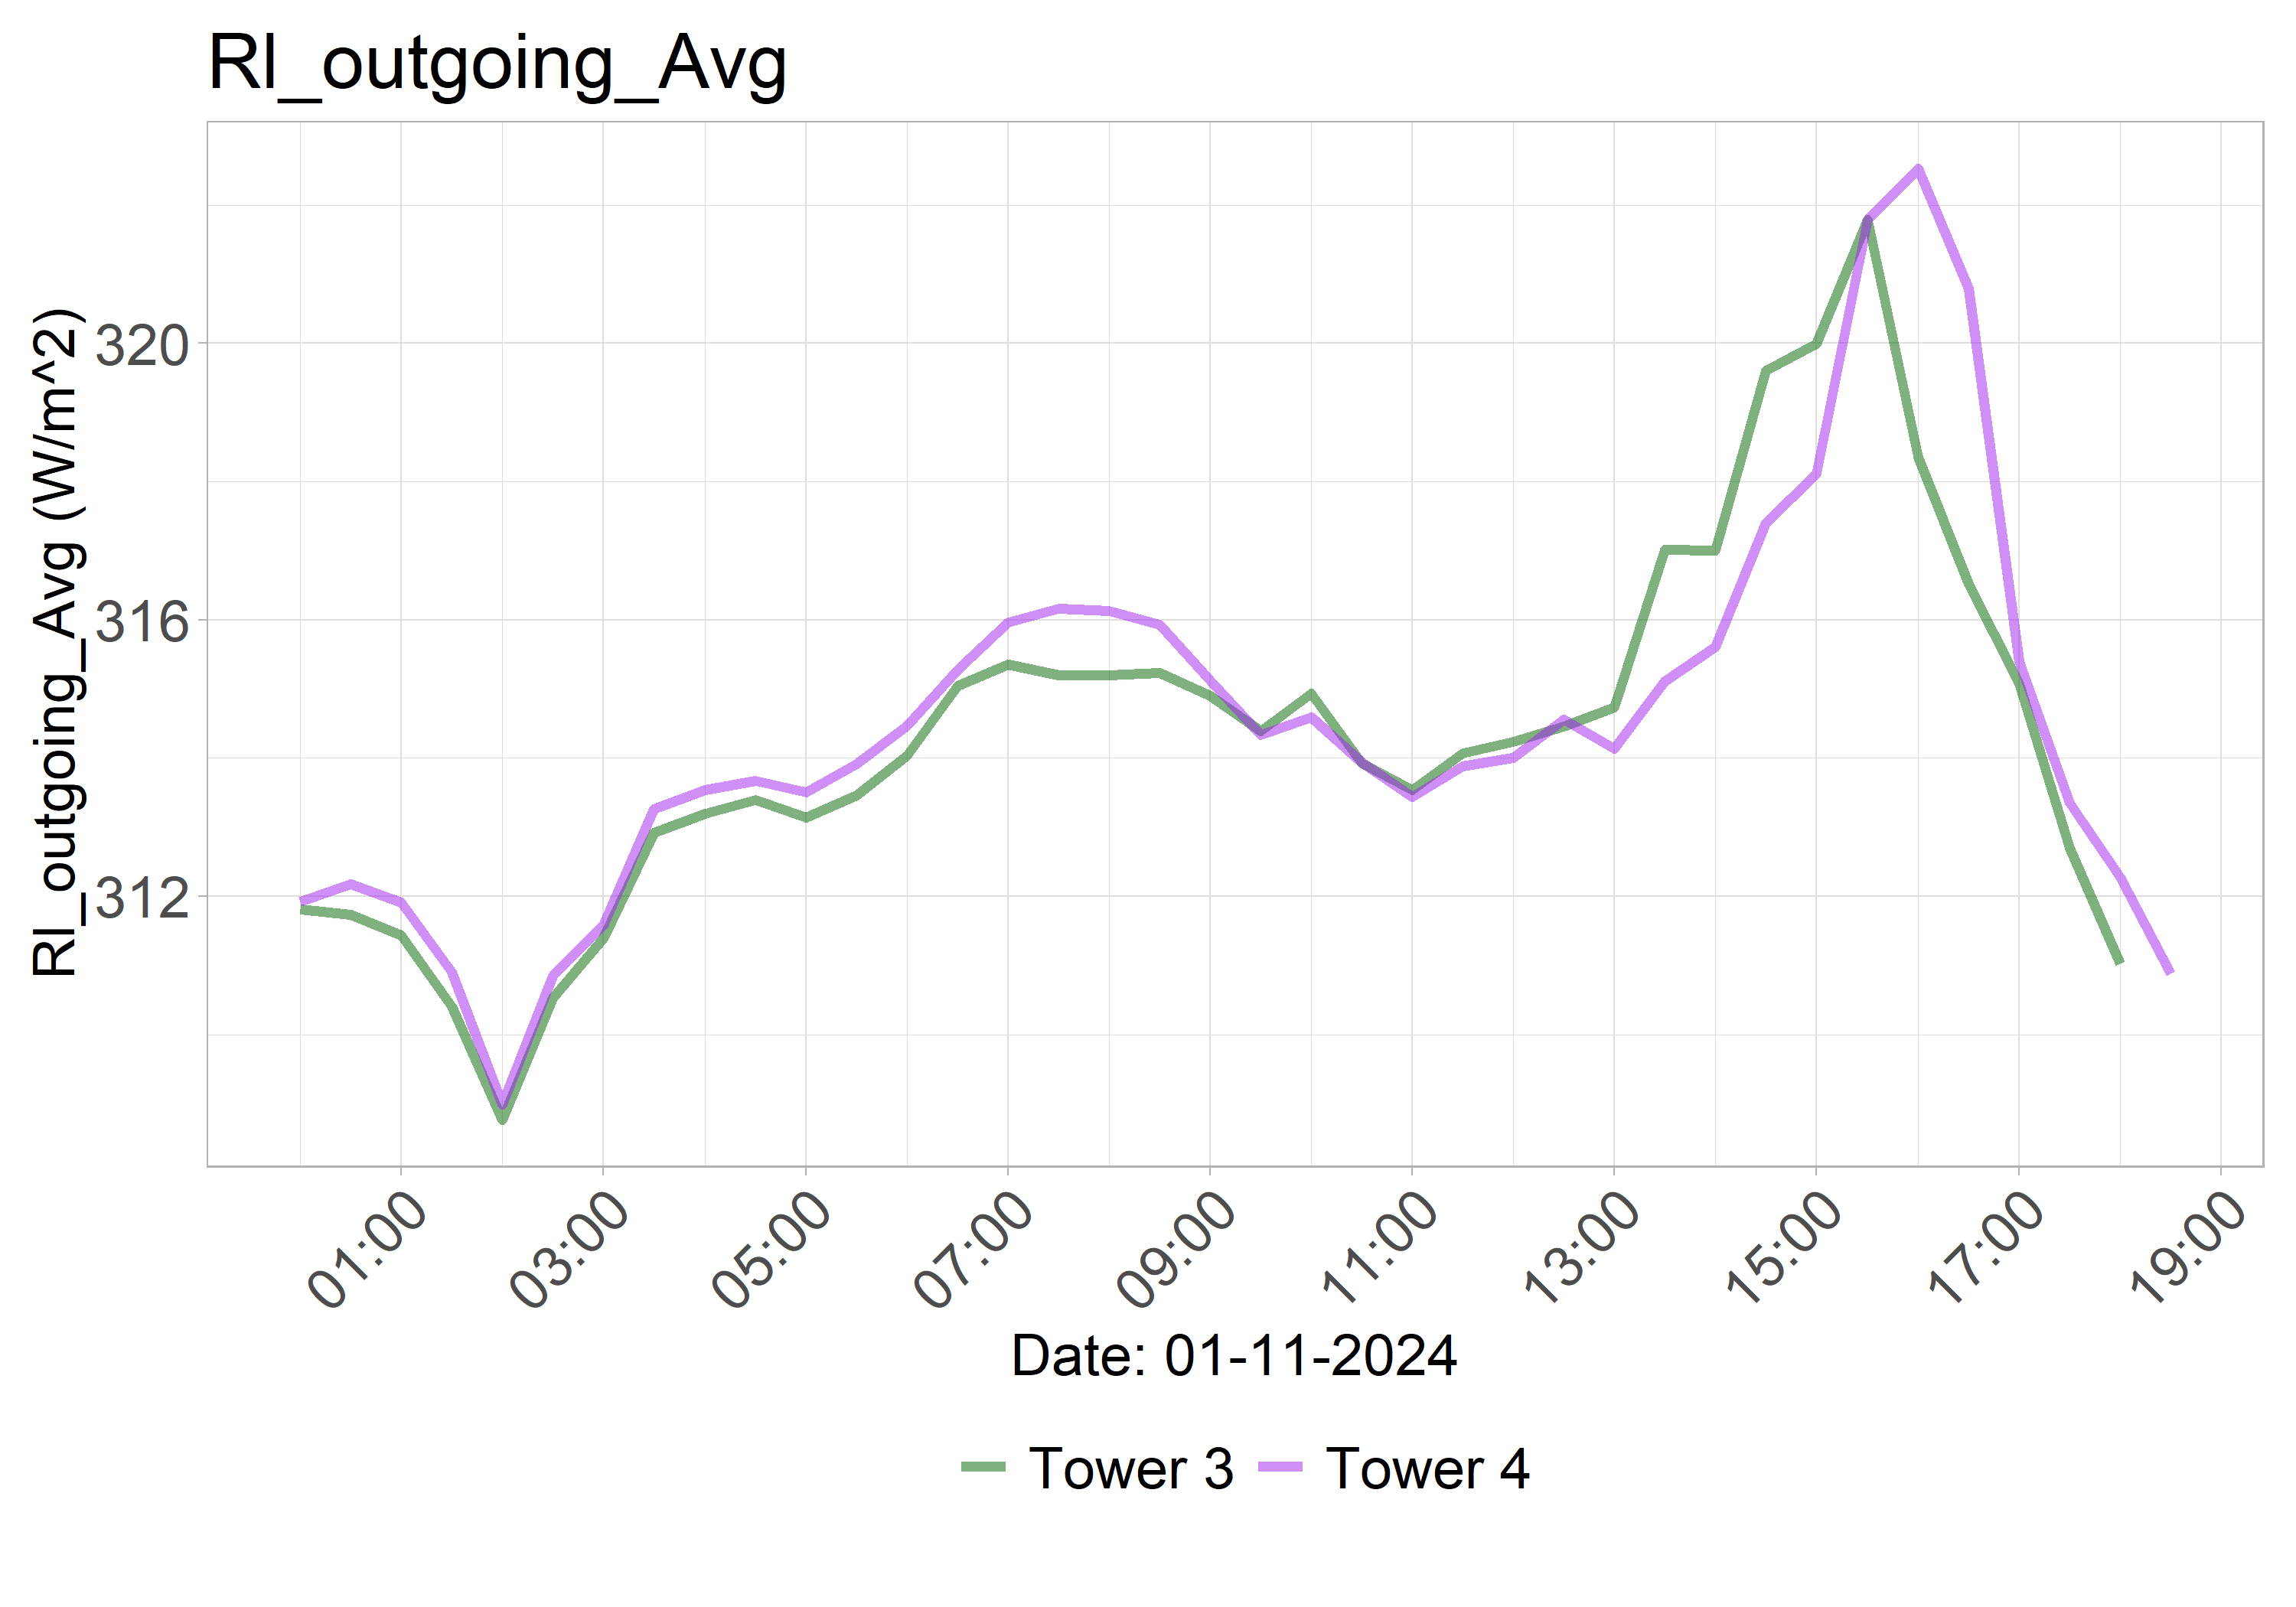 Rl_outgoing_Avg
Rl_outgoing_Avg (W/m^2)
320
316
312
01:00
03:00
05:00
07:00
09:00
11:00
13:00
15:00
17:00
19:00
Date: 01-11-2024
Tower 3
Tower 4